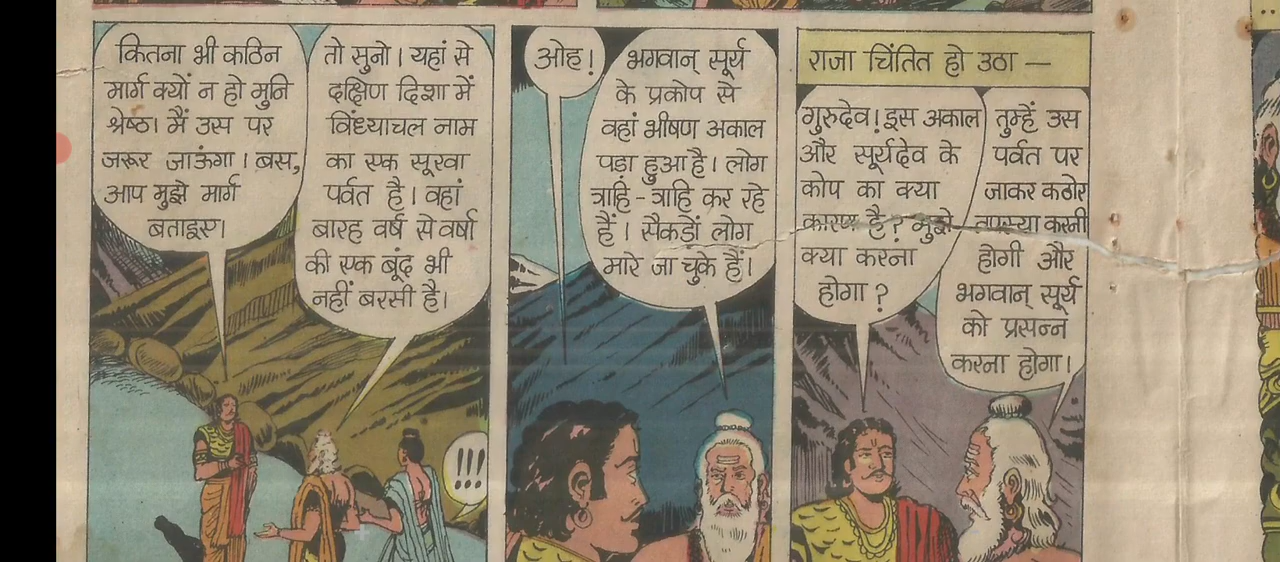 कितना भी कठिन
मार्ग क्यों न हो मुनि
श्रेष्ठ। मैं उस पर
जरूर जाऊंगा। बस,
आप मुझे मार्ग
बताइए।
तो सुनो। यहां से
दक्षिण दिशा में
विंध्याचल नाम
का एक सूखा
पर्वत है। वहां
बारह वर्ष से वर्षा
की एक बूंद भी
नहीं बरसी है।
!!!
ओह!
भगवान् सूर्य
के प्रकोप से
वहां भीषण अकाल
पड़ा हुआ है। लोग
त्राहि-त्राहि कर रहे
हैं। सैकड़ों लोग
मारे जा चुके हैं।
राजा चिंतित हो उठा —
गुरुदेव! इस अकाल
और सूर्यदेव के
कोप का क्या
कारण है? मुझे
क्या करना
होगा?
तुम्हें उस
पर्वत पर
जाकर कठोर
तपस्या करनी
होगी और
भगवान् सूर्य
को प्रसन्न
करना होगा।